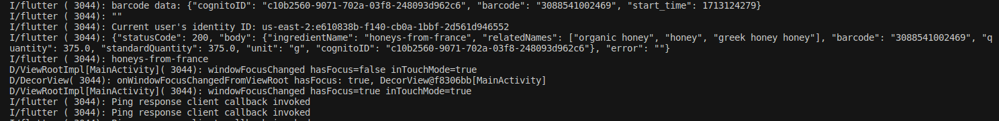 I/flutter ( 3044): barcode data: {"cognitoID": "c10b2560-9071-702a-03f8-248093d962c6", "barcode": "3088541002469", "start_time": 1713124279}
I/flutter ( 3044): ""
I/flutter ( 3044): Current user's identity ID: us-east-2:e610838b-f140-cb0a-1bbf-2d561d946552
I/flutter ( 3044): {"statusCode": 200, "body": {"ingredientName": "honeys-from-france", "relatedNames": ["organic honey", "honey", "greek honey honey"], "barcode": "3088541002469", "q
uantity": 375.0, "standardQuantity": 375.0, "unit": "g", "cognitoID": "c10b2560-9071-702a-03f8-248093d962c6"}, "error": ""}
I/flutter ( 3044): honeys-from-france
D/ViewRootImpl[MainActivity]( 3044): windowFocusChanged hasFocus=false inTouchMode=true
D/DecorView( 3044): onWindowFocusChangedFromViewRoot hasFocus: true, DecorView@f8306bb[MainActivity]
D/ViewRootImpl[MainActivity]( 3044): windowFocusChanged hasFocus=true inTouchMode=true
I/flutter ( 3044): Ping response client callback invoked
I/flutter ( 3044): Ping response client callback invoked